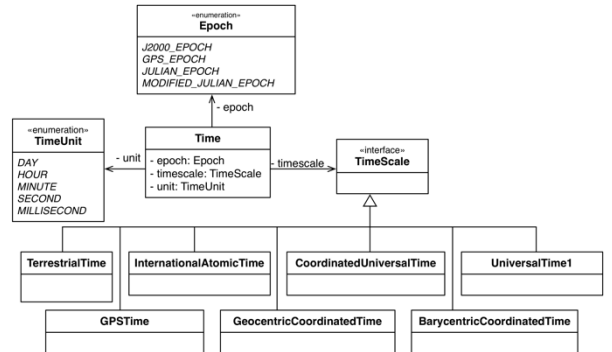 «enumeration»
Epoch
J2000_EPOCH
GPS_EPOCH
JULIAN_EPOCH
MODIFIED_JULIAN_EPOCH
- epoch
«enumeration»
TimeUnit
DAY
HOUR
MINUTE
SECOND
MILLISECOND
- unit
Time
- epoch: Epoch
- timescale: TimeScale
- unit: TimeUnit
- timescale
«interface»
TimeScale
TerrestrialTime
InternationalAtomicTime
CoordinatedUniversalTime
UniversalTime1
GPSTime
GeocentricCoordinatedTime
BarycentricCoordinatedTime